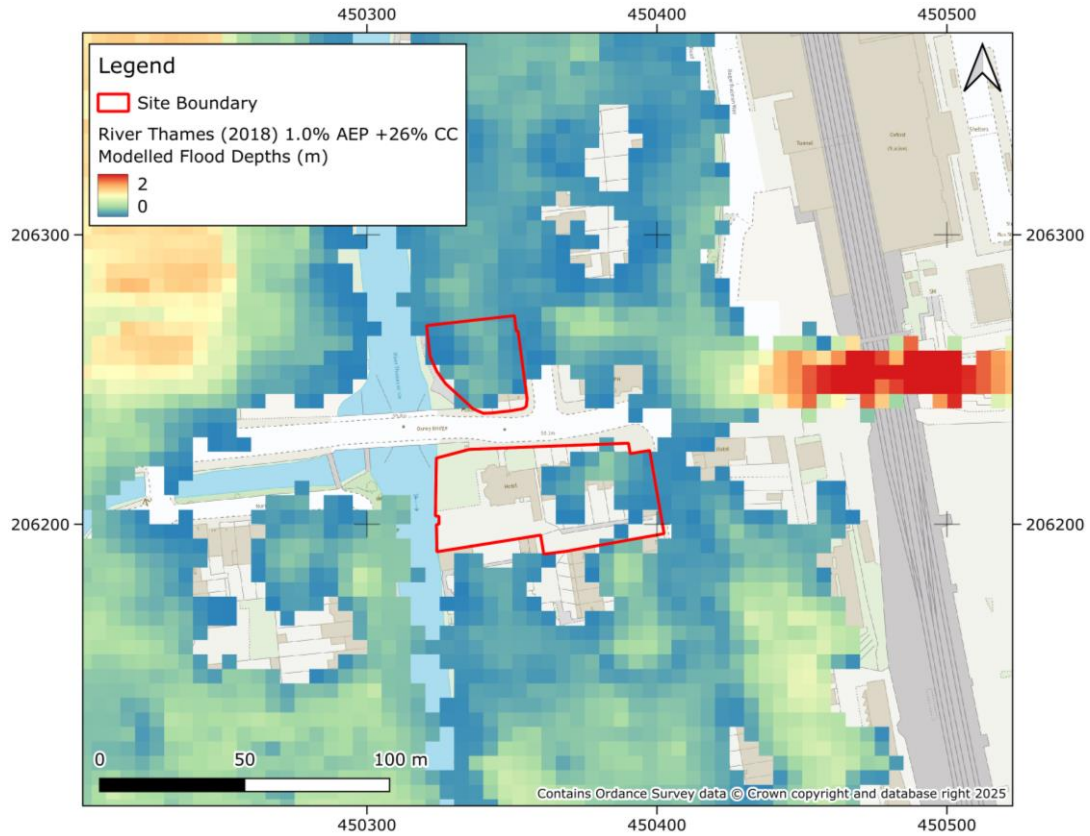 450300 450400 450500
Legend
Site Boundary
River Thames (2018) 1.0% AEP +26% CC
Modelled Flood Depths (m)
2
0
206300 206300
Osney Bridge
206200 206200
0 50 100 m
Contains Ordance Survey data © Crown copyright and database right 2025
450300 450400 450500